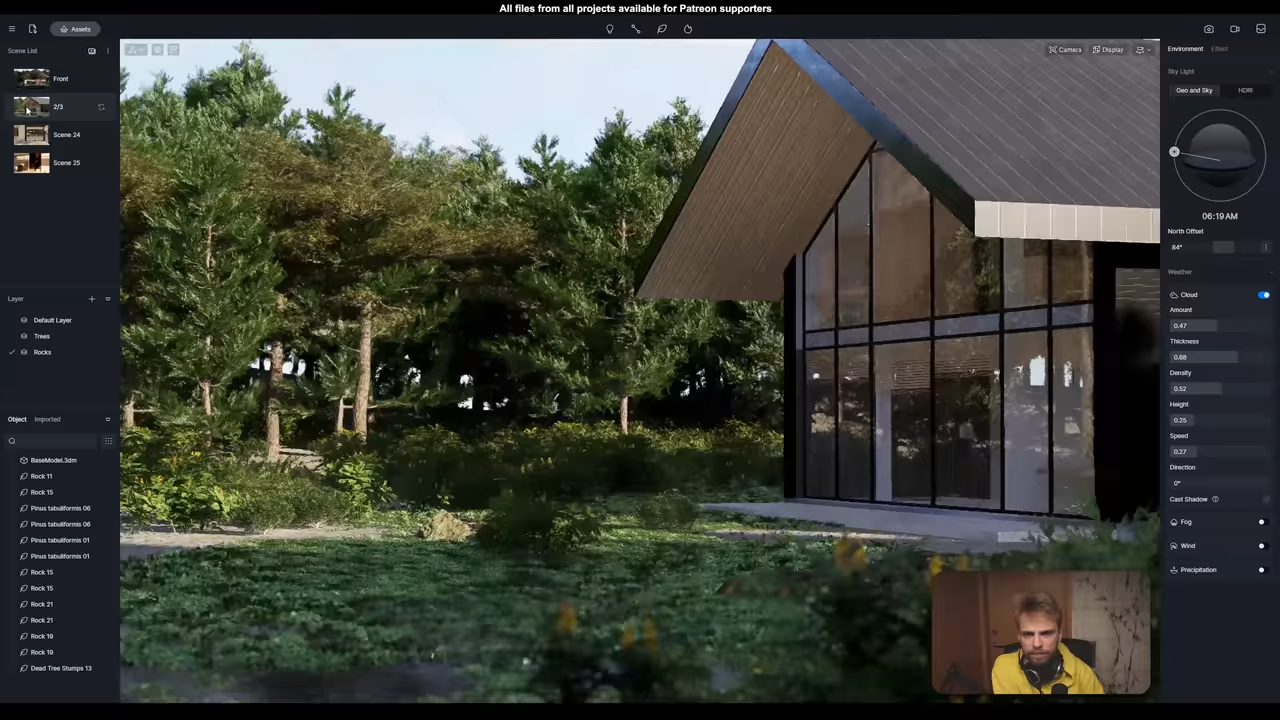 All files from all projects available for Patreon supporters
Assets
Scene List
Front
2/3
Scene 24
Scene 25
Layer
Default Layer
Trees
Rocks
Object Imported
BaseModel.3dm
Rock 11
Rock 15
Pinus tabuliformis 06
Pinus tabuliformis 06
Pinus tabuliformis 01
Pinus tabuliformis 01
Rock 15
Rock 15
Rock 21
Rock 21
Rock 19
Rock 19
Dead Tree Stumps 13
Camera Display
Environment Effect
Sky Light
Geo and Sky HDRI
06:19 AM
North Offset
84°
Weather
Cloud
Amount
0.47
Thickness
0.68
Density
0.52
Height
0.25
Speed
0.27
Direction
0°
Cast Shadow
Fog
Wind
Precipitation